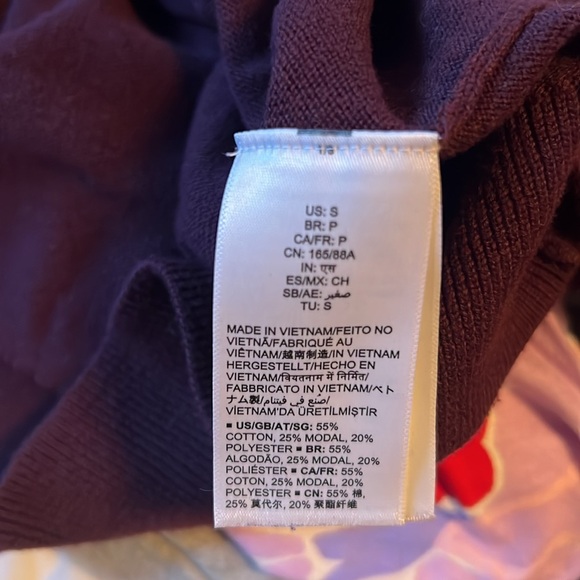 US: S
BR: P
CA/FR: P
CN: 165/88A
IN: एस
ES/MX: CH
SB/AE: صغير
TU: S
MADE IN VIETNAM/FEITO NO
VIETNÃ/FABRIQUÉ AU
VIÊTNAM/越南制造/IN VIETNAM
HERGESTELLT/HECHO EN
VIETNAM/वियतनाम में निर्मित/
FABBRICATO IN VIETNAM/ベト
ナム製/صنع في فيتنام/
VİETNAM'DA ÜRETİLMİŞTİR
■ US/GB/AT/SG: 55%
COTTON, 25% MODAL, 20%
POLYESTER ■ BR: 55%
ALGODÃO, 25% MODAL, 20%
POLIÉSTER ■ CA/FR: 55%
COTON, 25% MODAL, 20%
POLYESTER ■ CN: 55% 棉,
25% 莫代尔, 20% 聚酯纤维